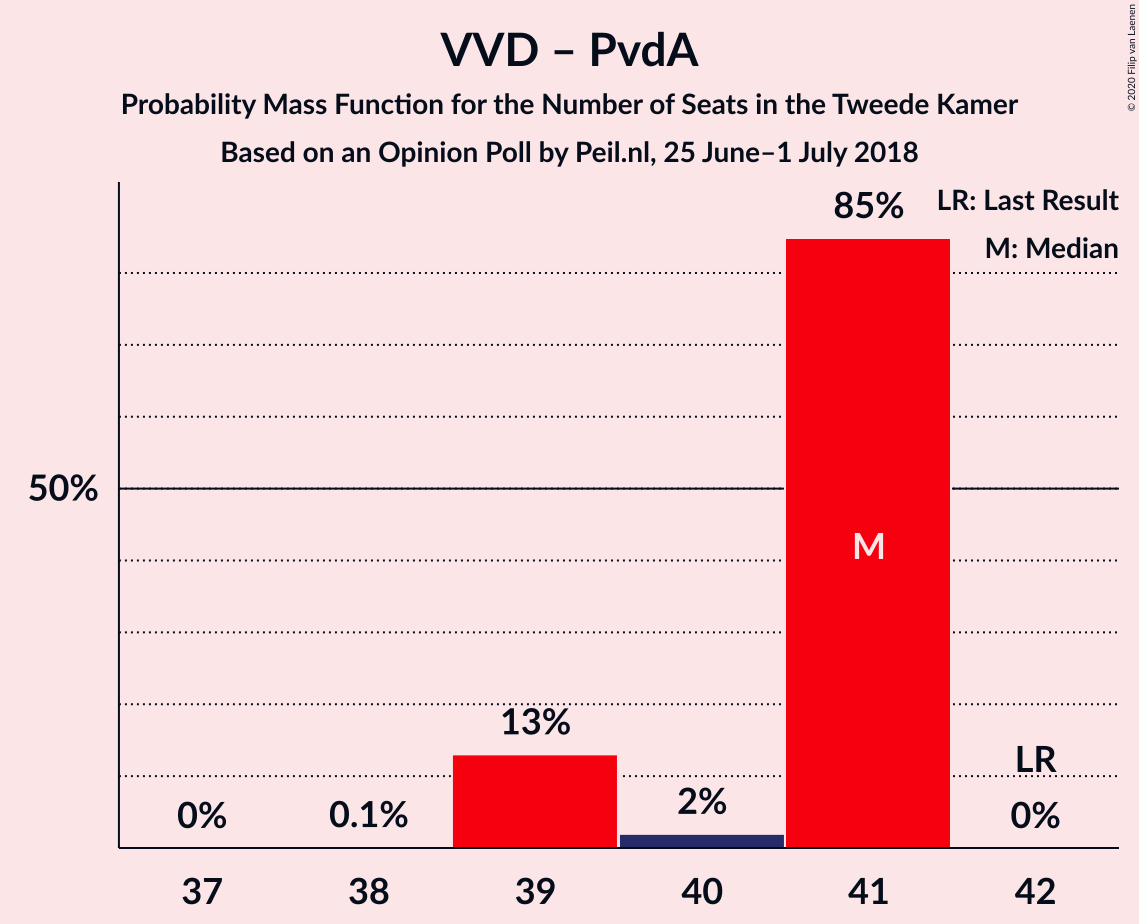 VVD – PvdA
Probability Mass Function for the Number of Seats in the Tweede Kamer
Based on an Opinion Poll by Peil.nl, 25 June–1 July 2018
© 2020 Filip van Laenen
LR: Last Result
M: Median
85%
50%
M
13%
LR
0%
0.1%
2%
0%
37
38
39
40
41
42